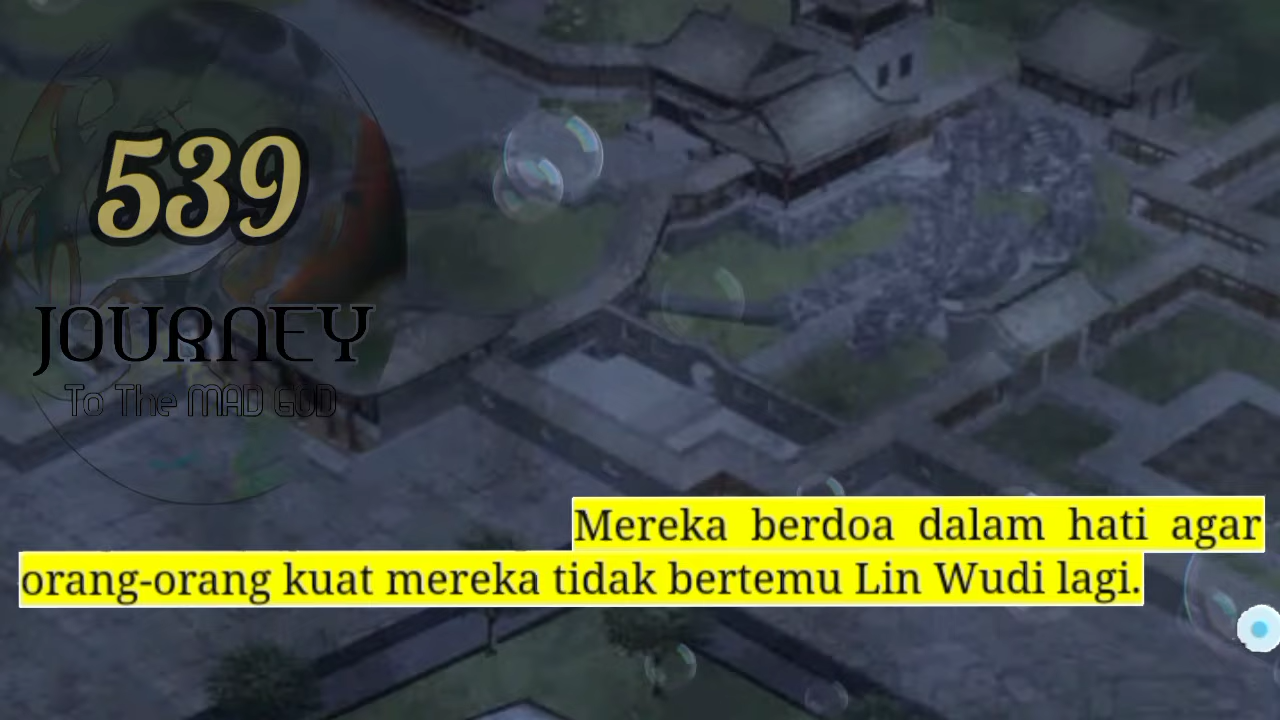 539
JOURNEY
To The MAD GOD
Mereka berdoa dalam hati agar
orang-orang kuat mereka tidak bertemu Lin Wudi lagi.